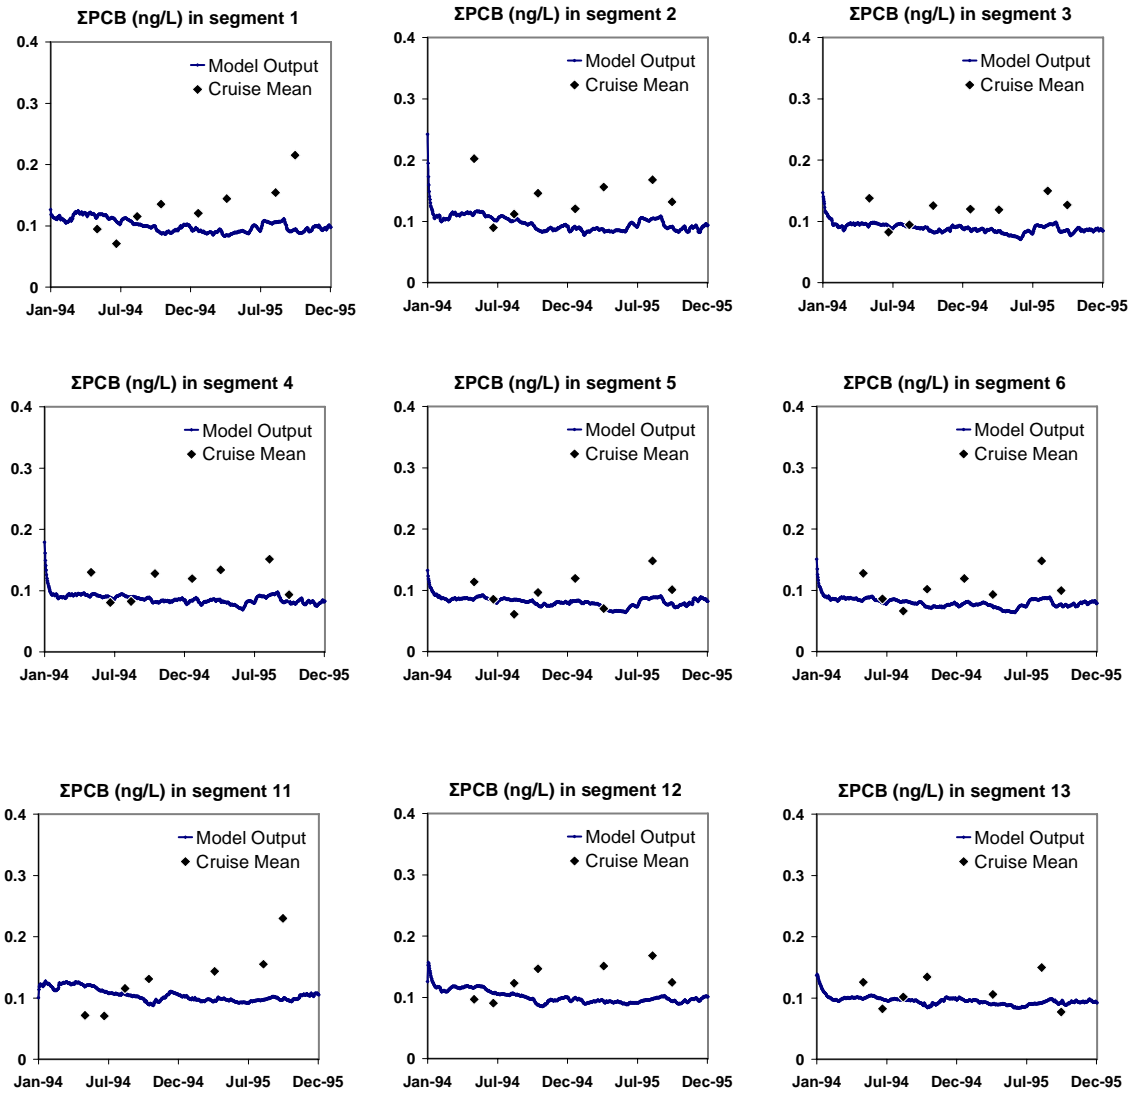 ΣPCB (ng/L) in segment 1
0.4
0.3
0.2
0.1
0
Model Output
Cruise Mean
Jan-94 Jul-94 Dec-94 Jul-95 Dec-95
ΣPCB (ng/L) in segment 2
0.4
0.3
0.2
0.1
0
Model Output
Cruise Mean
Jan-94 Jul-94 Dec-94 Jul-95 Dec-95
ΣPCB (ng/L) in segment 3
0.4
0.3
0.2
0.1
0
Model Output
Cruise Mean
Jan-94 Jul-94 Dec-94 Jul-95 Dec-95
ΣPCB (ng/L) in segment 4
0.4
0.3
0.2
0.1
0
Model Output
Cruise Mean
Jan-94 Jul-94 Dec-94 Jul-95 Dec-95
ΣPCB (ng/L) in segment 5
0.4
0.3
0.2
0.1
0
Model Output
Cruise Mean
Jan-94 Jul-94 Dec-94 Jul-95 Dec-95
ΣPCB (ng/L) in segment 6
0.4
0.3
0.2
0.1
0
Model Output
Cruise Mean
Jan-94 Jul-94 Dec-94 Jul-95 Dec-95
ΣPCB (ng/L) in segment 11
0.4
0.3
0.2
0.1
0
Model Output
Cruise Mean
Jan-94 Jul-94 Dec-94 Jul-95 Dec-95
ΣPCB (ng/L) in segment 12
0.4
0.3
0.2
0.1
0
Model Output
Cruise Mean
Jan-94 Jul-94 Dec-94 Jul-95 Dec-95
ΣPCB (ng/L) in segment 13
0.4
0.3
0.2
0.1
0
Model Output
Cruise Mean
Jan-94 Jul-94 Dec-94 Jul-95 Dec-95